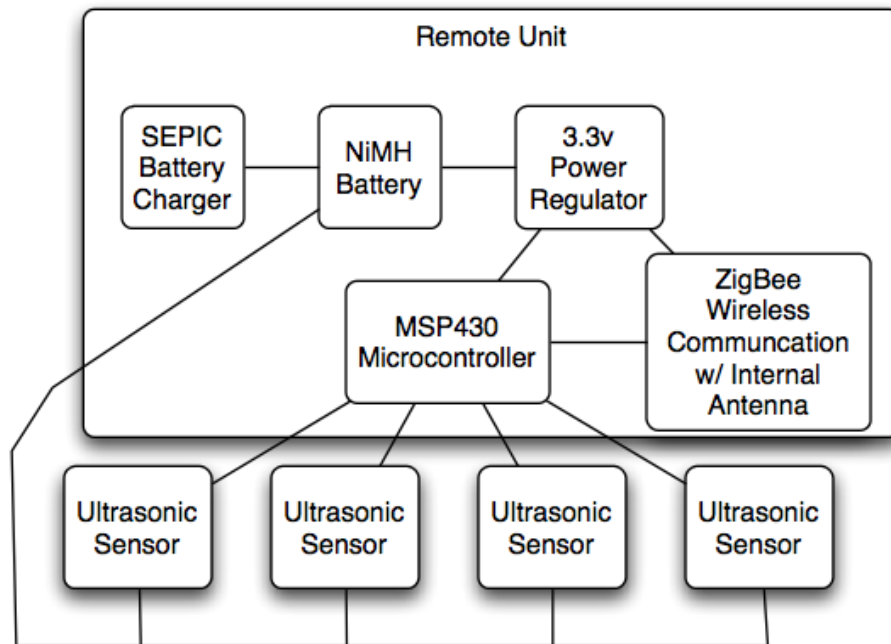 Remote Unit
SEPIC
Battery
Charger
NiMH
Battery
3.3v
Power
Regulator
MSP430
Microcontroller
ZigBee
Wireless
Communcation
w/ Internal
Antenna
Ultrasonic
Sensor
Ultrasonic
Sensor
Ultrasonic
Sensor
Ultrasonic
Sensor